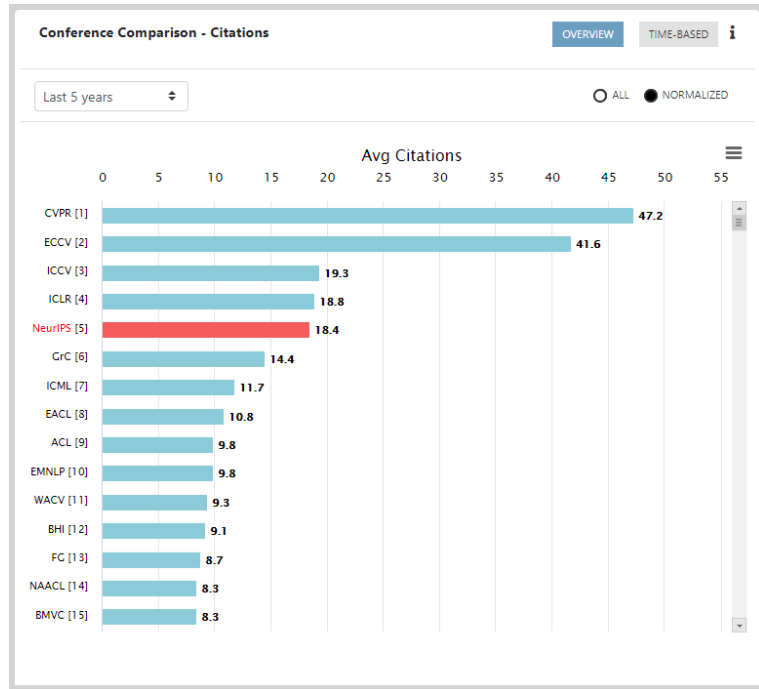 Conference Comparison - Citations
OVERVIEW
TIME-BASED
i
Last 5 years
ALL
NORMALIZED
Avg Citations
0 5 10 15 20 25 30 35 40 45 50 55
CVPR [1] 47.2
ECCV [2] 41.6
ICCV [3] 19.3
ICLR [4] 18.8
NeurIPS [5] 18.4
GrC [6] 14.4
ICML [7] 11.7
EACL [8] 10.8
ACL [9] 9.8
EMNLP [10] 9.8
WACV [11] 9.3
BHI [12] 9.1
FG [13] 8.7
NAACL [14] 8.3
BMVC [15] 8.3